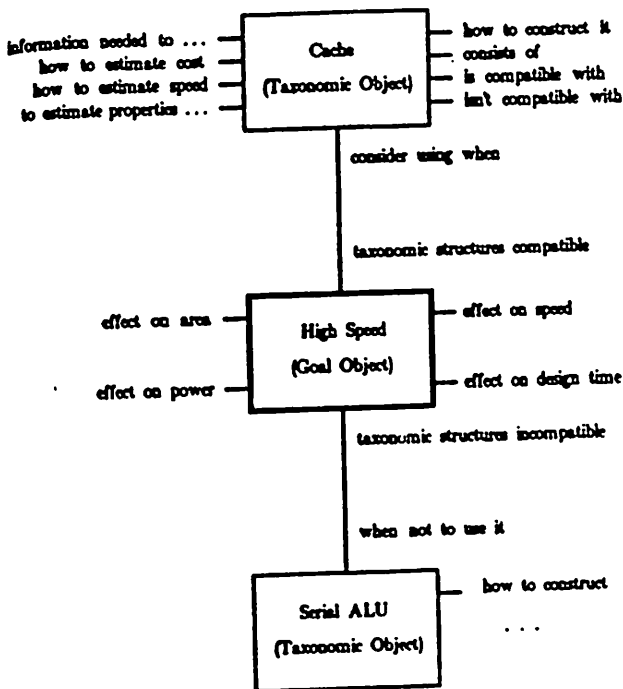 information needed to ...
how to estimate cost
how to estimate speed
to estimate properties ...
Cache
(Taxonomic Object)
how to construct it
consists of
is compatible with
isn't compatible with
consider using when
taxonomic structures compatible
effect on area
effect on power
High Speed
(Goal Object)
effect on speed
effect on design time
taxonomic structures incompatible
when not to use it
Serial ALU
(Taxonomic Object)
how to construct
...